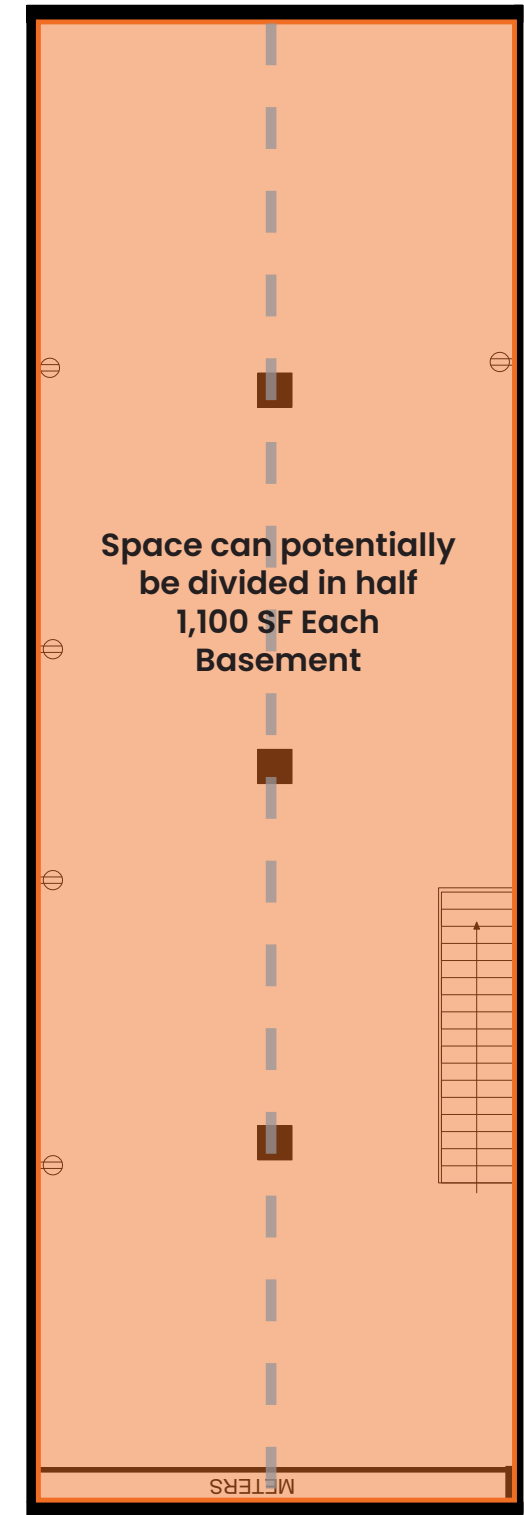 Space can potentially
be divided in half
1,100 SF Each
Basement
METERS